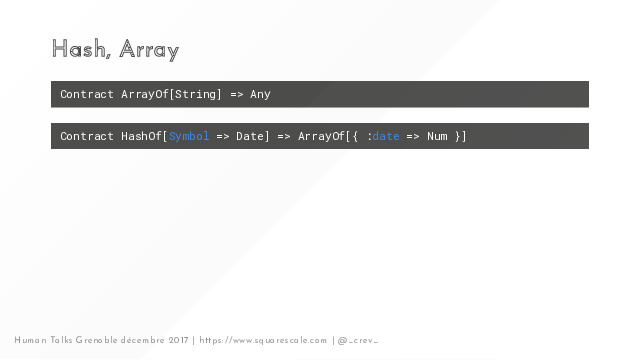 Hash, Array
Contract ArrayOf[String] => Any
Contract HashOf[Symbol => Date] => ArrayOf[{ :date => Num }]
Human Talks Grenoble décembre 2017 | https://www.squarescale.com | @_crev_